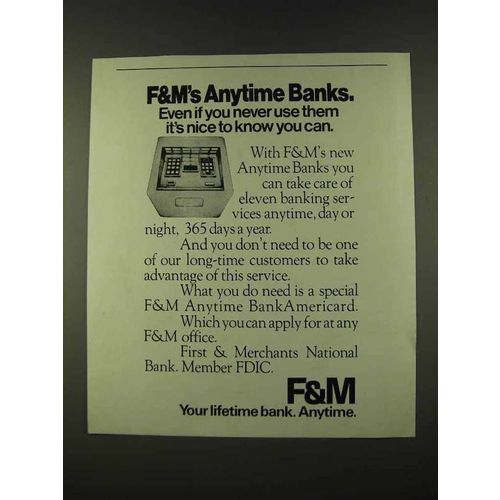 F&M's Anytime Banks.
Even if you never use them
it's nice to know you can.
With F&M's new
Anytime Banks you
can take care of
eleven banking ser-
vices anytime, day or
night, 365 days a year.
And you don't need to be one
of our long-time customers to take
advantage of this service.
What you do need is a special
F&M Anytime BankAmericard.
Which you can apply for at any
F&M office.
First & Merchants National
Bank. Member FDIC.
F&M
Your lifetime bank. Anytime.